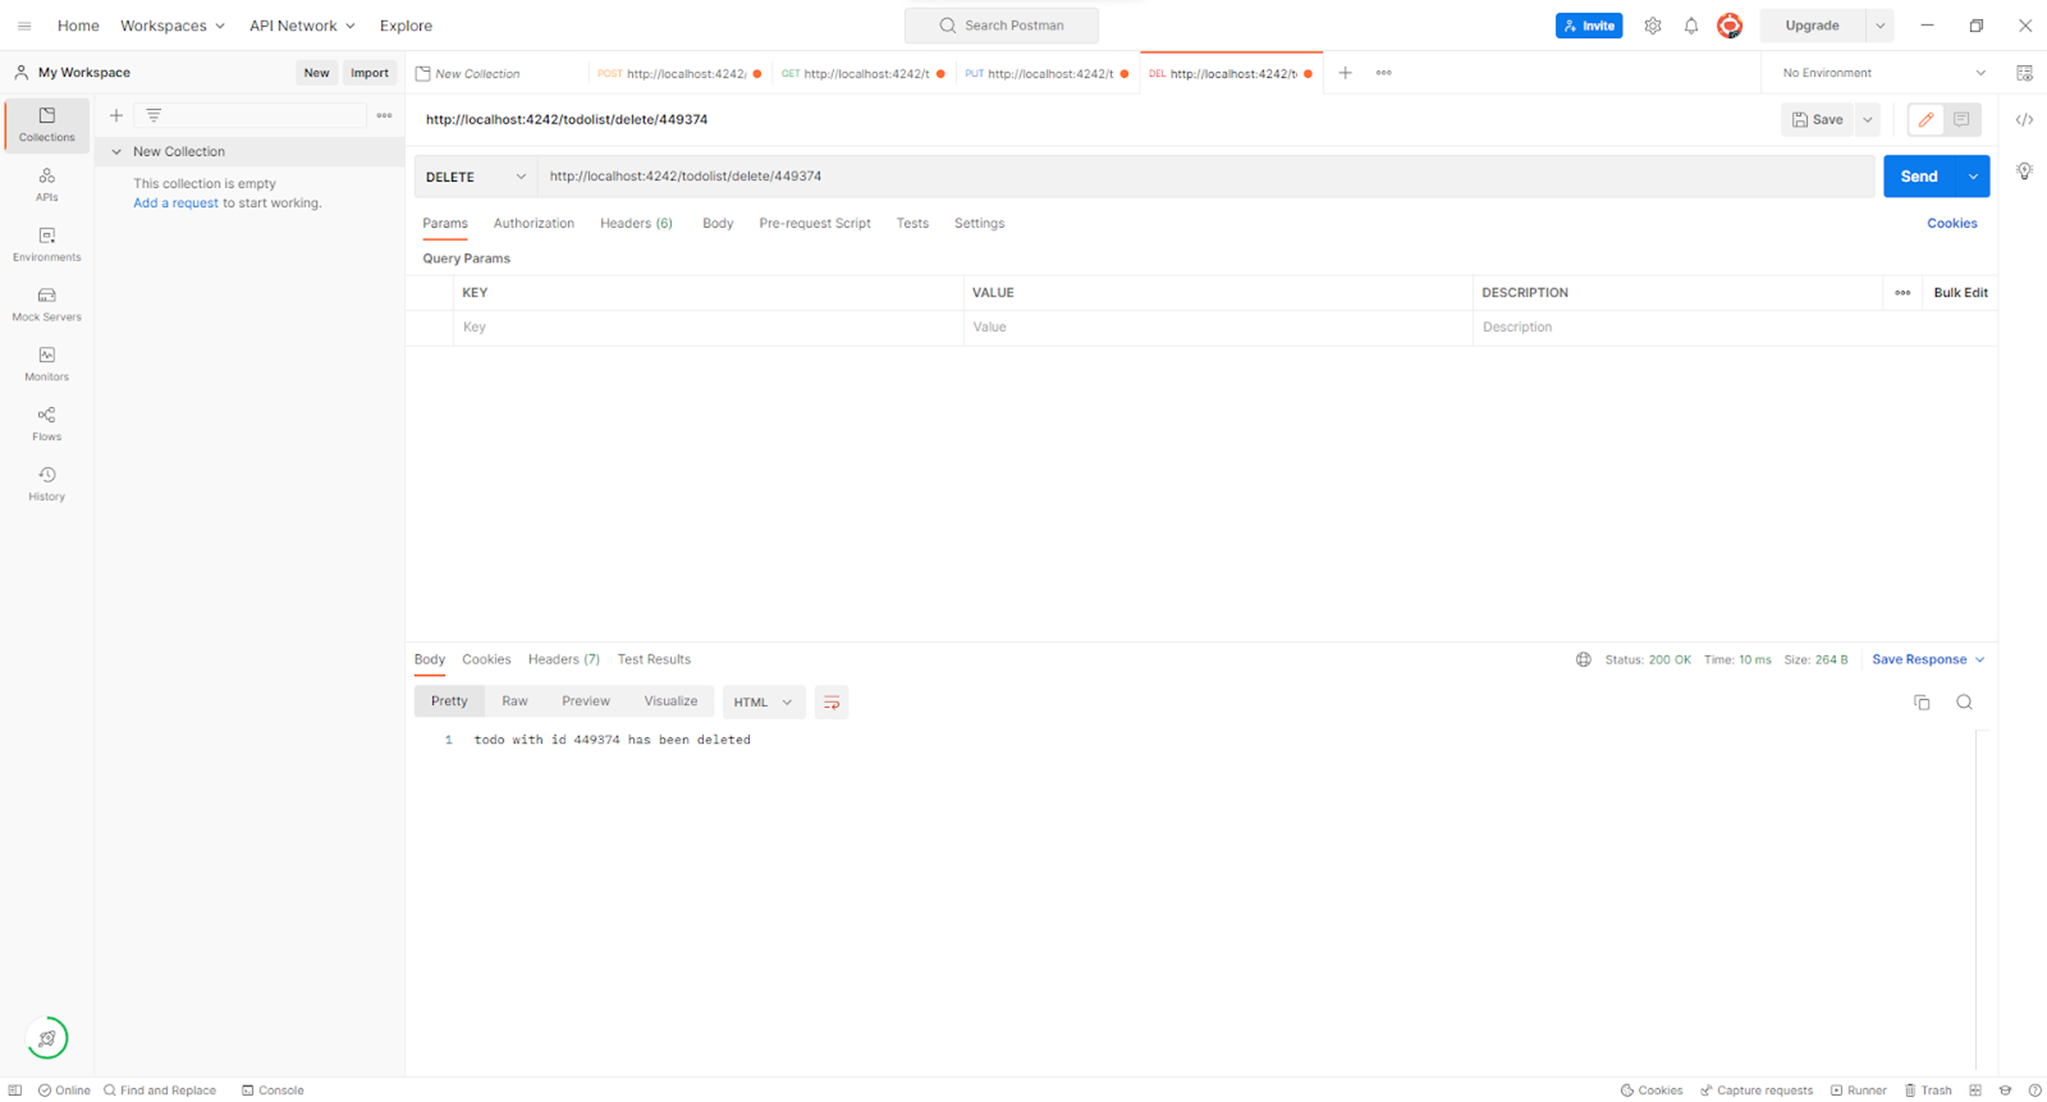 Home Workspaces API Network Explore Search Postman Invite Upgrade
My Workspace New Import New Collection POST http://localhost:4242/ GET http://localhost:4242/t PUT http://localhost:4242/t DEL http://localhost:4242/t No Environment
Collections
APIs
Environments
Mock Servers
Monitors
Flows
History
New Collection
This collection is empty
Add a request to start working.
http://localhost:4242/todolist/delete/449374 Save
DELETE http://localhost:4242/todolist/delete/449374 Send
Params Authorization Headers (6) Body Pre-request Script Tests Settings Cookies
Query Params
KEY VALUE DESCRIPTION Bulk Edit
Key Value Description
Body Cookies Headers (7) Test Results Status: 200 OK Time: 10 ms Size: 264 B Save Response
Pretty Raw Preview Visualize HTML
1 todo with id 449374 has been deleted
Online Find and Replace Console Cookies Capture requests Runner Trash